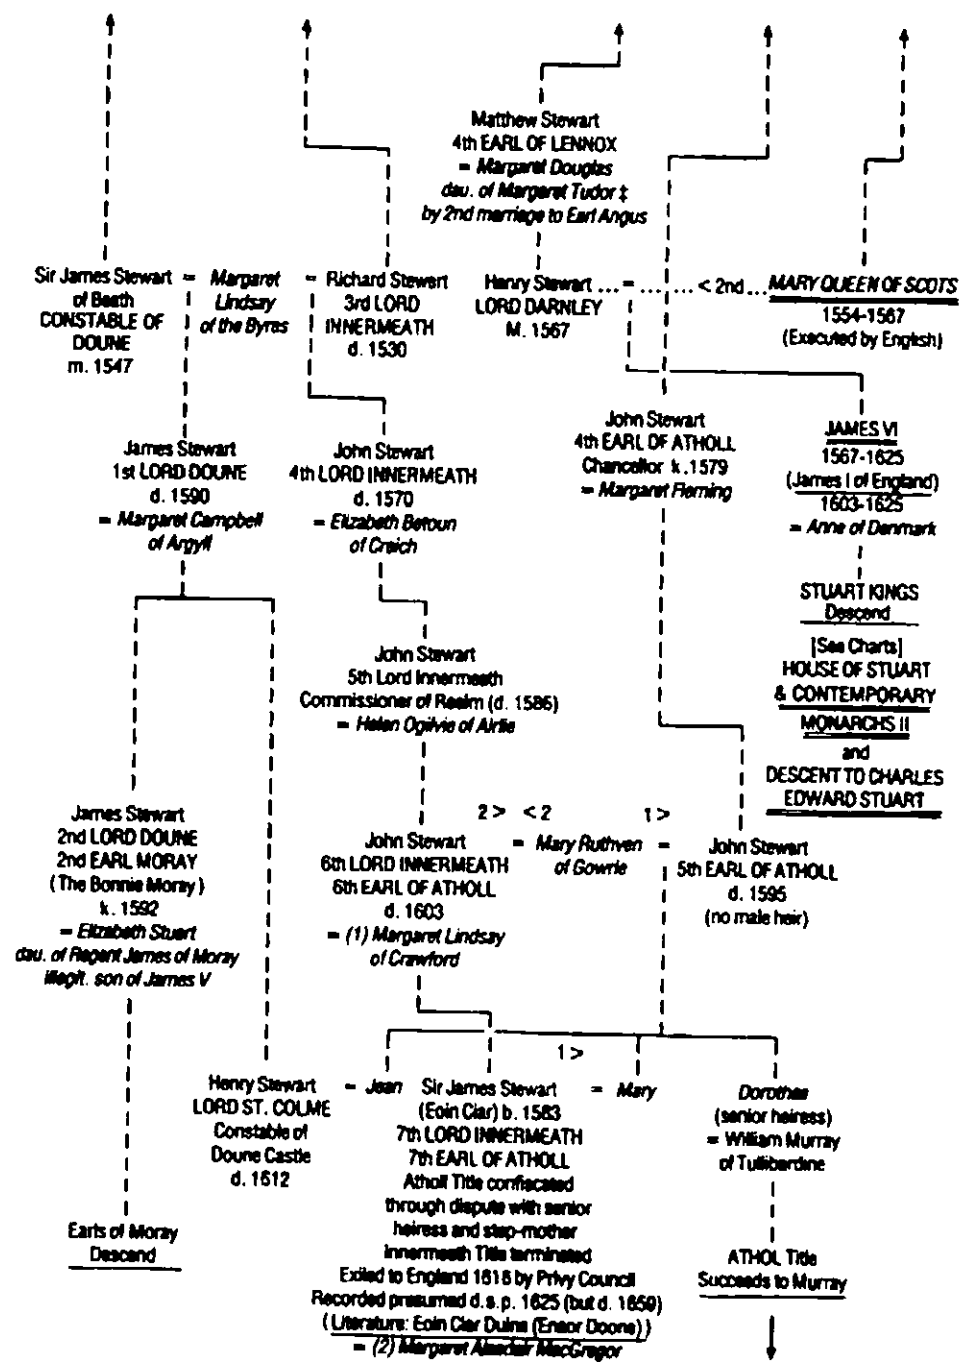 Matthew Stewart
4th EARL OF LENNOX
= Margaret Douglas
dau. of Margaret Tudor ‡
by 2nd marriage to Earl Angus
Sir James Stewart
of Beath
CONSTABLE OF
DOUNE
m. 1547
=
Margaret
Lindsay
of the Byres
=
Richard Stewart
3rd LORD
INNERMEATH
d. 1530
Henry Stewart
LORD DARNLEY
M. 1567
... = ... ... < 2nd ...
MARY QUEEN OF SCOTS
1554-1567
(Executed by English)
James Stewart
1st LORD DOUNE
d. 1590
= Margaret Campbell
of Argyll
John Stewart
4th LORD INNERMEATH
d. 1570
= Elizabeth Betoun
of Creich
John Stewart
4th EARL OF ATHOLL
Chancellor k.1579
= Margaret Fleming
JAMES VI
1567-1625
(James I of England)
1603-1625
= Anne of Denmark
STUART KINGS
Descend
[See Charts]
HOUSE OF STUART
& CONTEMPORARY
MONARCHS II
and
DESCENT TO CHARLES
EDWARD STUART
John Stewart
5th Lord Innermeath
Commissioner of Realm (d. 1586)
= Helen Ogilvie of Airlie
James Stewart
2nd LORD DOUNE
2nd EARL MORAY
(The Bonnie Moray)
k. 1592
= Elizabeth Stuart
dau. of Regent James of Moray
illegit. son of James V
2 > < 2
1 >
John Stewart
6th LORD INNERMEATH
6th EARL OF ATHOLL
d. 1603
= (1) Margaret Lindsay
of Crawford
= Mary Ruthven =
of Gowrie
John Stewart
5th EARL OF ATHOLL
d. 1595
(no male heir)
1 >
Henry Stewart
LORD ST. COLME
Constable of
Doune Castle
d. 1612
= Jean
Sir James Stewart
(Eoin Ciar) b. 1583
7th LORD INNERMEATH
7th EARL OF ATHOLL
Atholl Title confiscated
through dispute with senior
heiress and step-mother
Innermeath Title terminated
Exiled to England 1618 by Privy Council
Recorded presumed d.s.p. 1625 (but d. 1659)
(Literature: Eoin Ciar Duine (Ensor Doone))
= (2) Margaret Alasdair MacGregor
= Mary
Dorothea
(senior heiress)
= William Murray
of Tullibardine
Earls of Moray
Descend
ATHOL Title
Succeeds to Murray